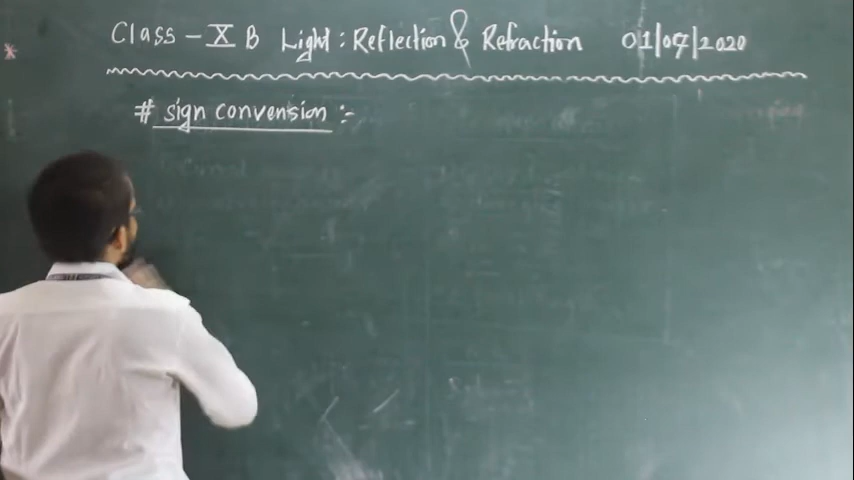 Class - X B Light : Reflection & Refraction 01/07/2020
# sign convension :-